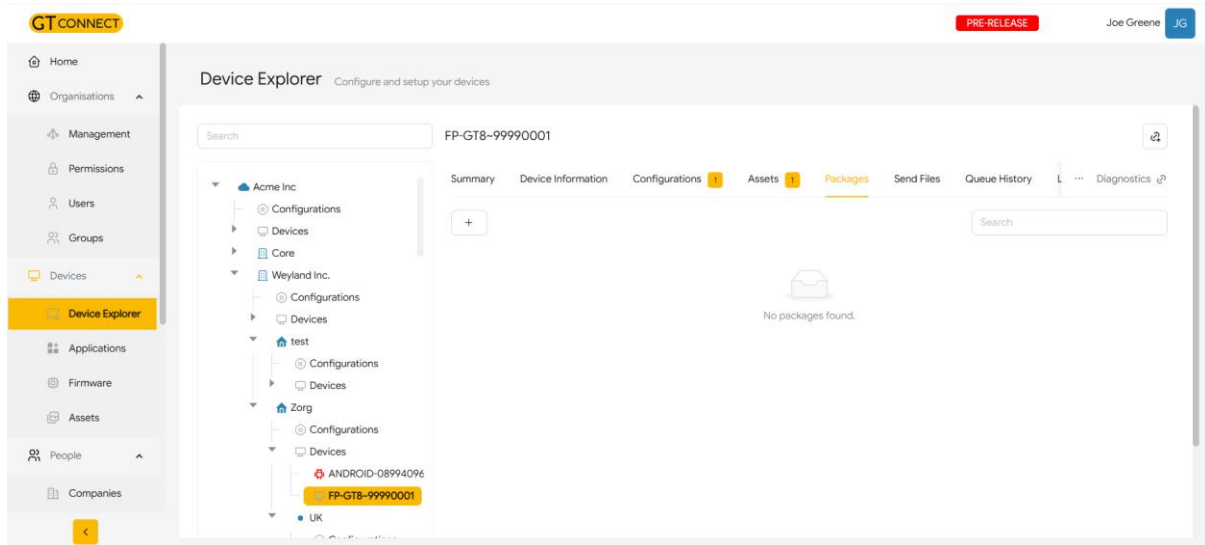 GT CONNECT
PRE-RELEASE
Joe Greene
JG
Home
Organisations
Management
Permissions
Users
Groups
Devices
Device Explorer
Applications
Firmware
Assets
People
Companies
Device Explorer Configure and setup your devices
Search
Acme Inc
Configurations
Devices
Core
Weyland Inc.
Configurations
Devices
test
Configurations
Devices
Zorg
Configurations
Devices
ANDROID-08994096
FP-GT8~99990001
UK
FP-GT8~99990001
Summary Device Information Configurations 1 Assets 1 Packages Send Files Queue History L ··· Diagnostics
+
Search
No packages found.